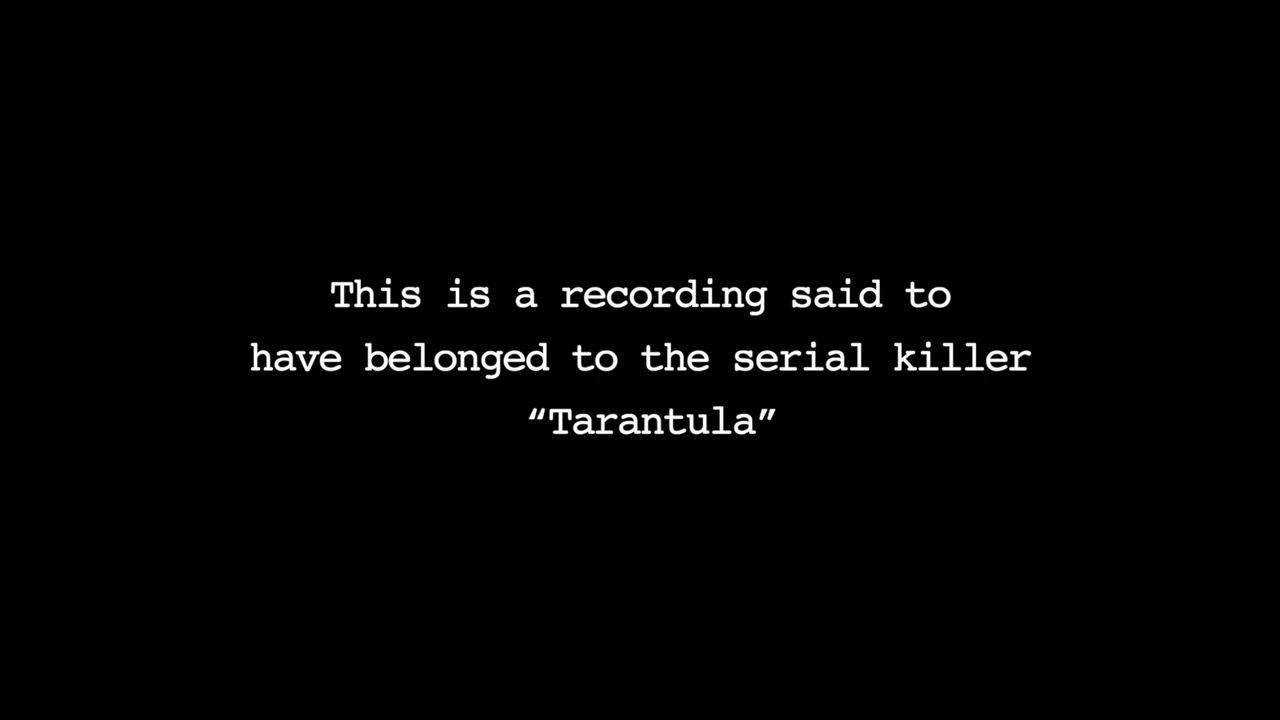 This is a recording said to
have belonged to the serial killer
“Tarantula”